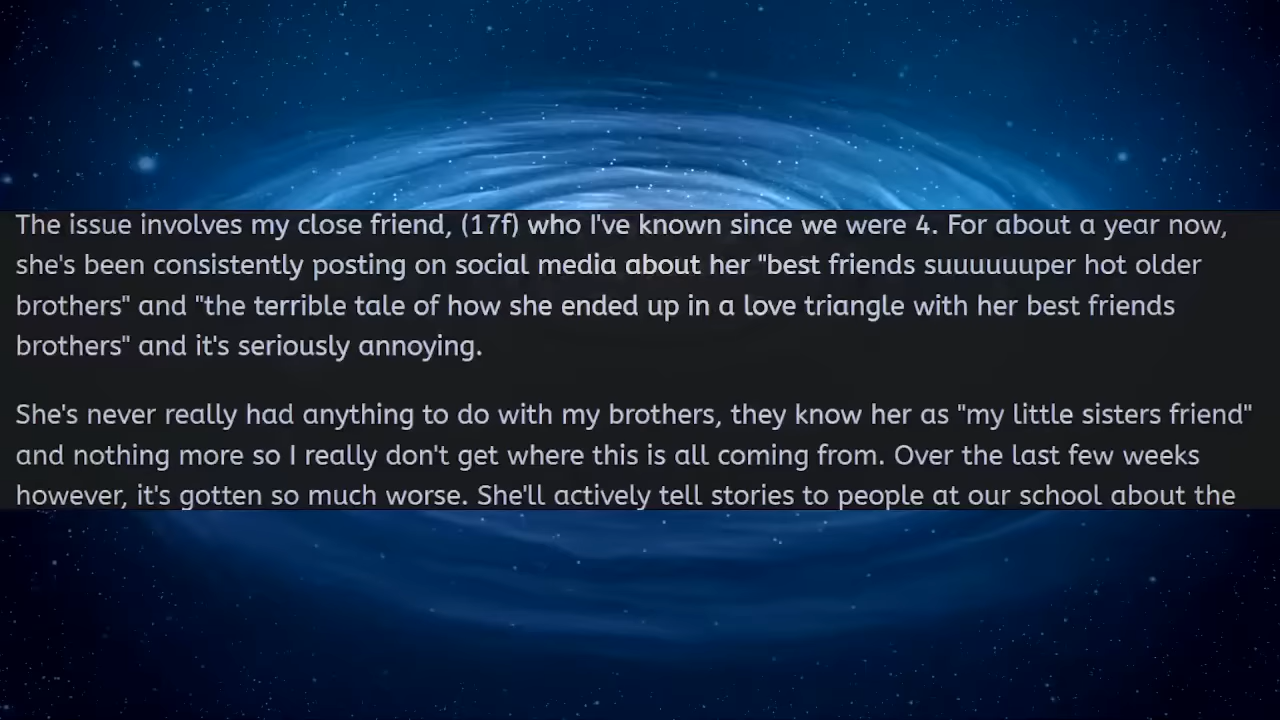 The issue involves my close friend, (17f) who I've known since we were 4. For about a year now,
she's been consistently posting on social media about her "best friends suuuuuuper hot older
brothers" and "the terrible tale of how she ended up in a love triangle with her best friends
brothers" and it's seriously annoying.
She's never really had anything to do with my brothers, they know her as "my little sisters friend"
and nothing more so I really don't get where this is all coming from. Over the last few weeks
however, it's gotten so much worse. She'll actively tell stories to people at our school about the